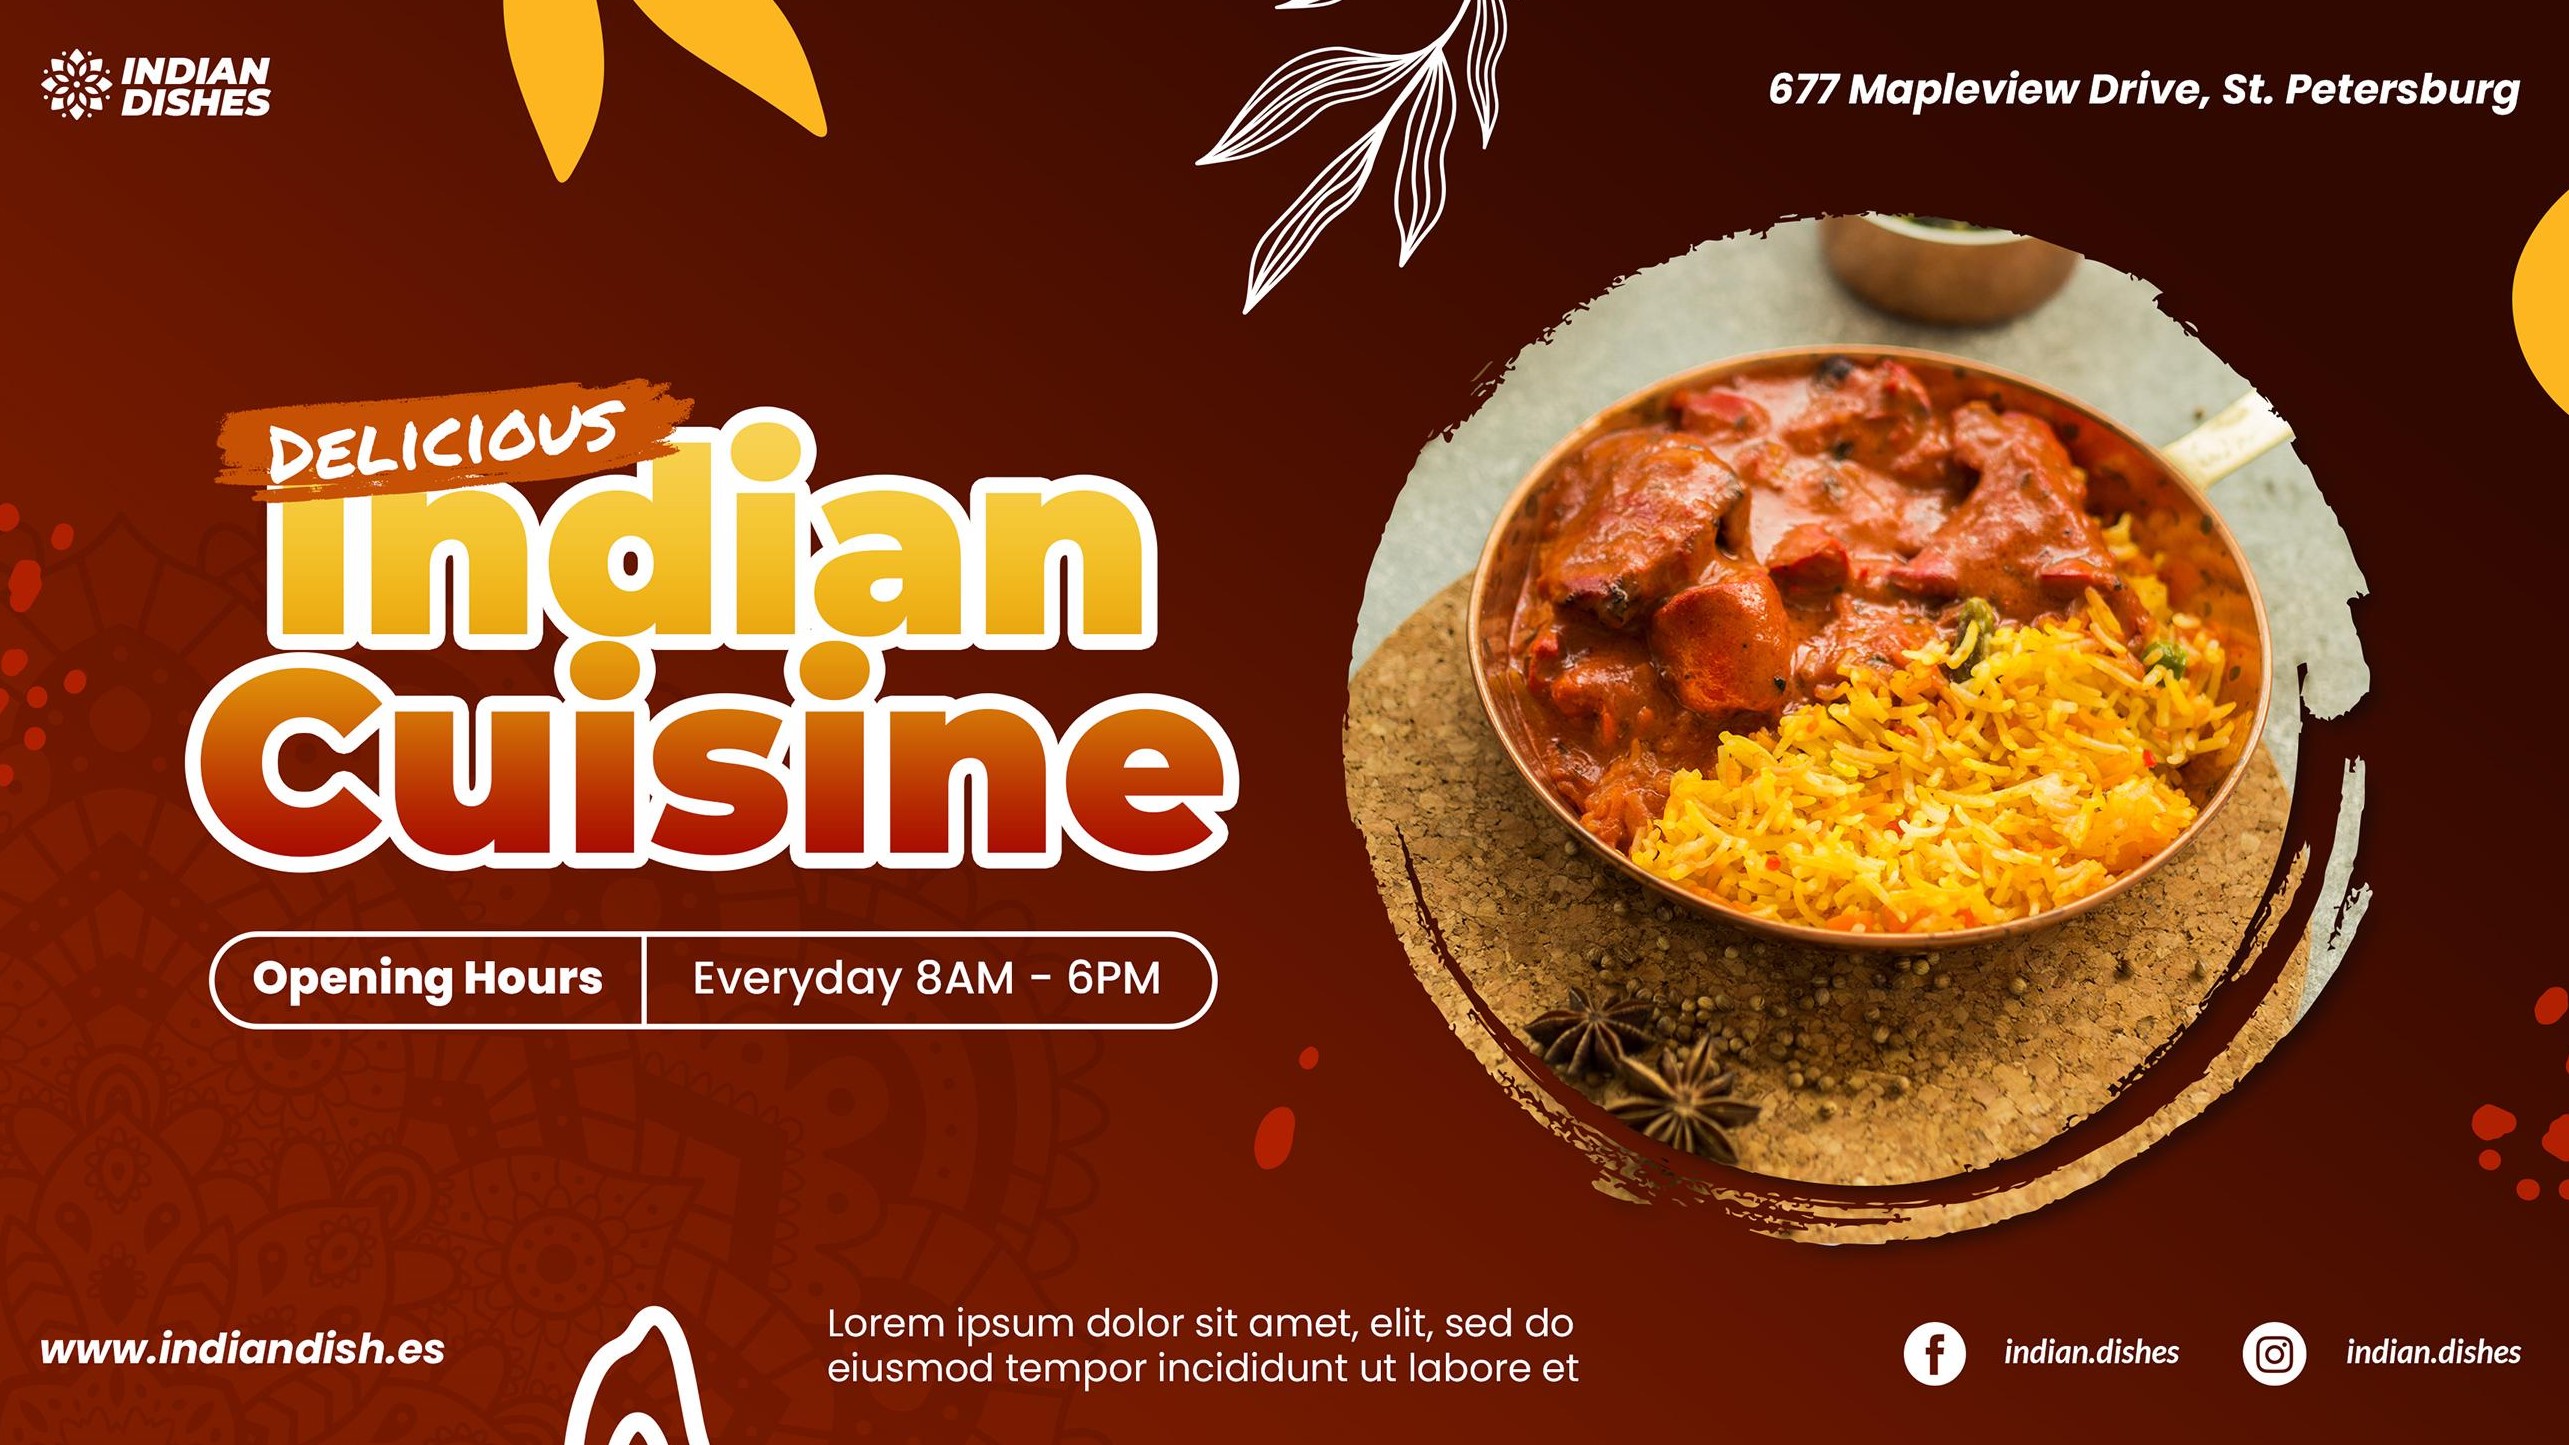 INDIAN
DISHES
677 Mapleview Drive, St. Petersburg
DELICIOUS
Indian
Cuisine
Opening Hours
Everyday 8AM - 6PM
www.indiandish.es
Lorem ipsum dolor sit amet, elit, sed do
eiusmod tempor incididunt ut labore et
indian.dishes
indian.dishes